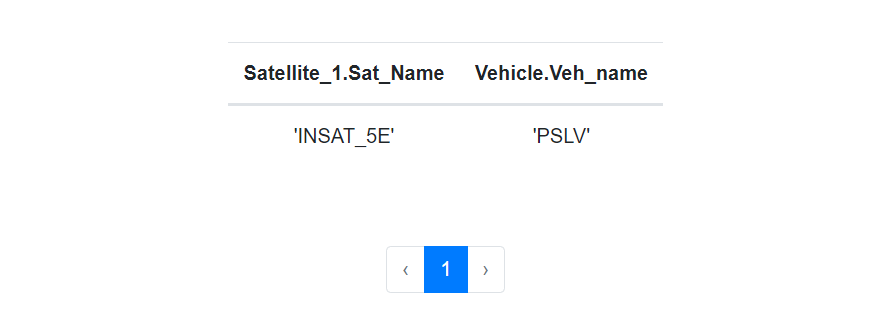 Satellite_1.Sat_Name Vehicle.Veh_name
'INSAT_5E' 'PSLV'
‹ 1 ›